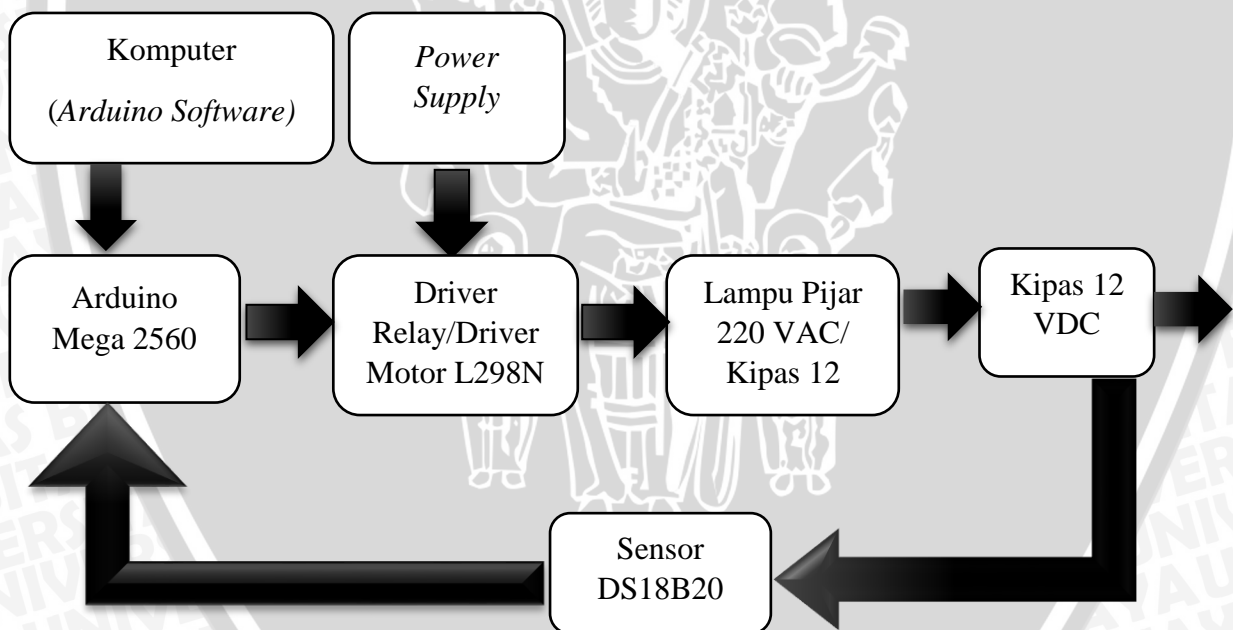 Komputer
(Arduino Software)
Power
Supply
Arduino
Mega 2560
Driver
Relay/Driver
Motor L298N
Lampu Pijar
220 VAC/
Kipas 12
Kipas 12
VDC
Sensor
DS18B20